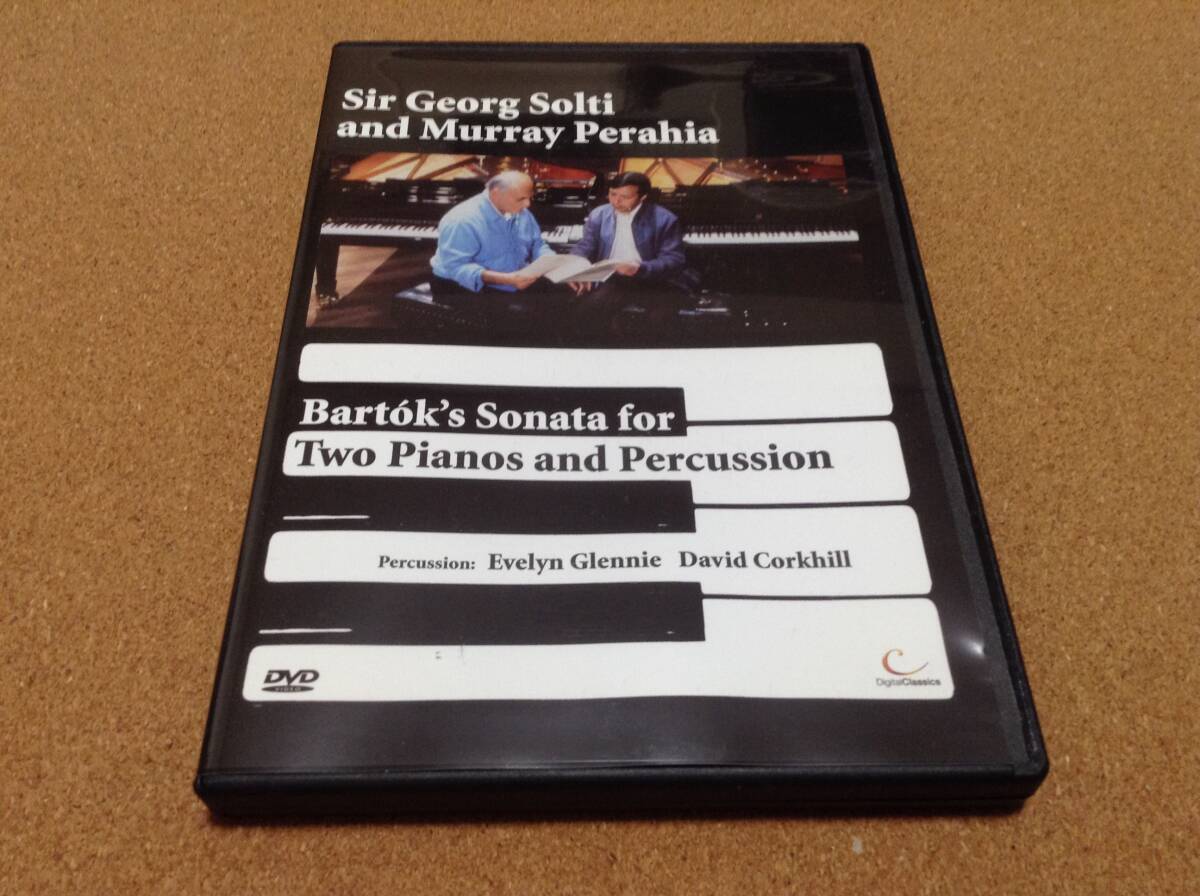 Sir Georg Solti
and Murray Perahia
Bartók's Sonata for
Two Pianos and Percussion
Percussion: Evelyn Glennie David Corkhill
DVD
VIDEO
DigitalClassics